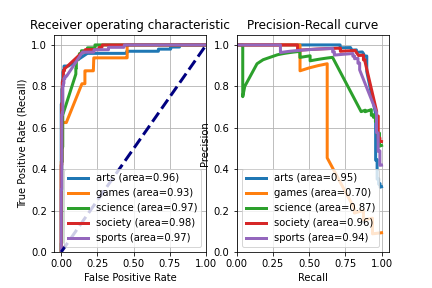 Receiver operating characteristic
True Positive Rate (Recall)
1.0
0.8
0.6
0.4
0.2
0.0
arts (area=0.96)
games (area=0.93)
science (area=0.97)
society (area=0.98)
sports (area=0.97)
0.00 0.25 0.50 0.75 1.00
False Positive Rate
Precision-Recall curve
Precision
1.0
0.8
0.6
0.4
0.2
0.0
arts (area=0.95)
games (area=0.70)
science (area=0.87)
society (area=0.96)
sports (area=0.94)
0.00 0.25 0.50 0.75 1.00
Recall